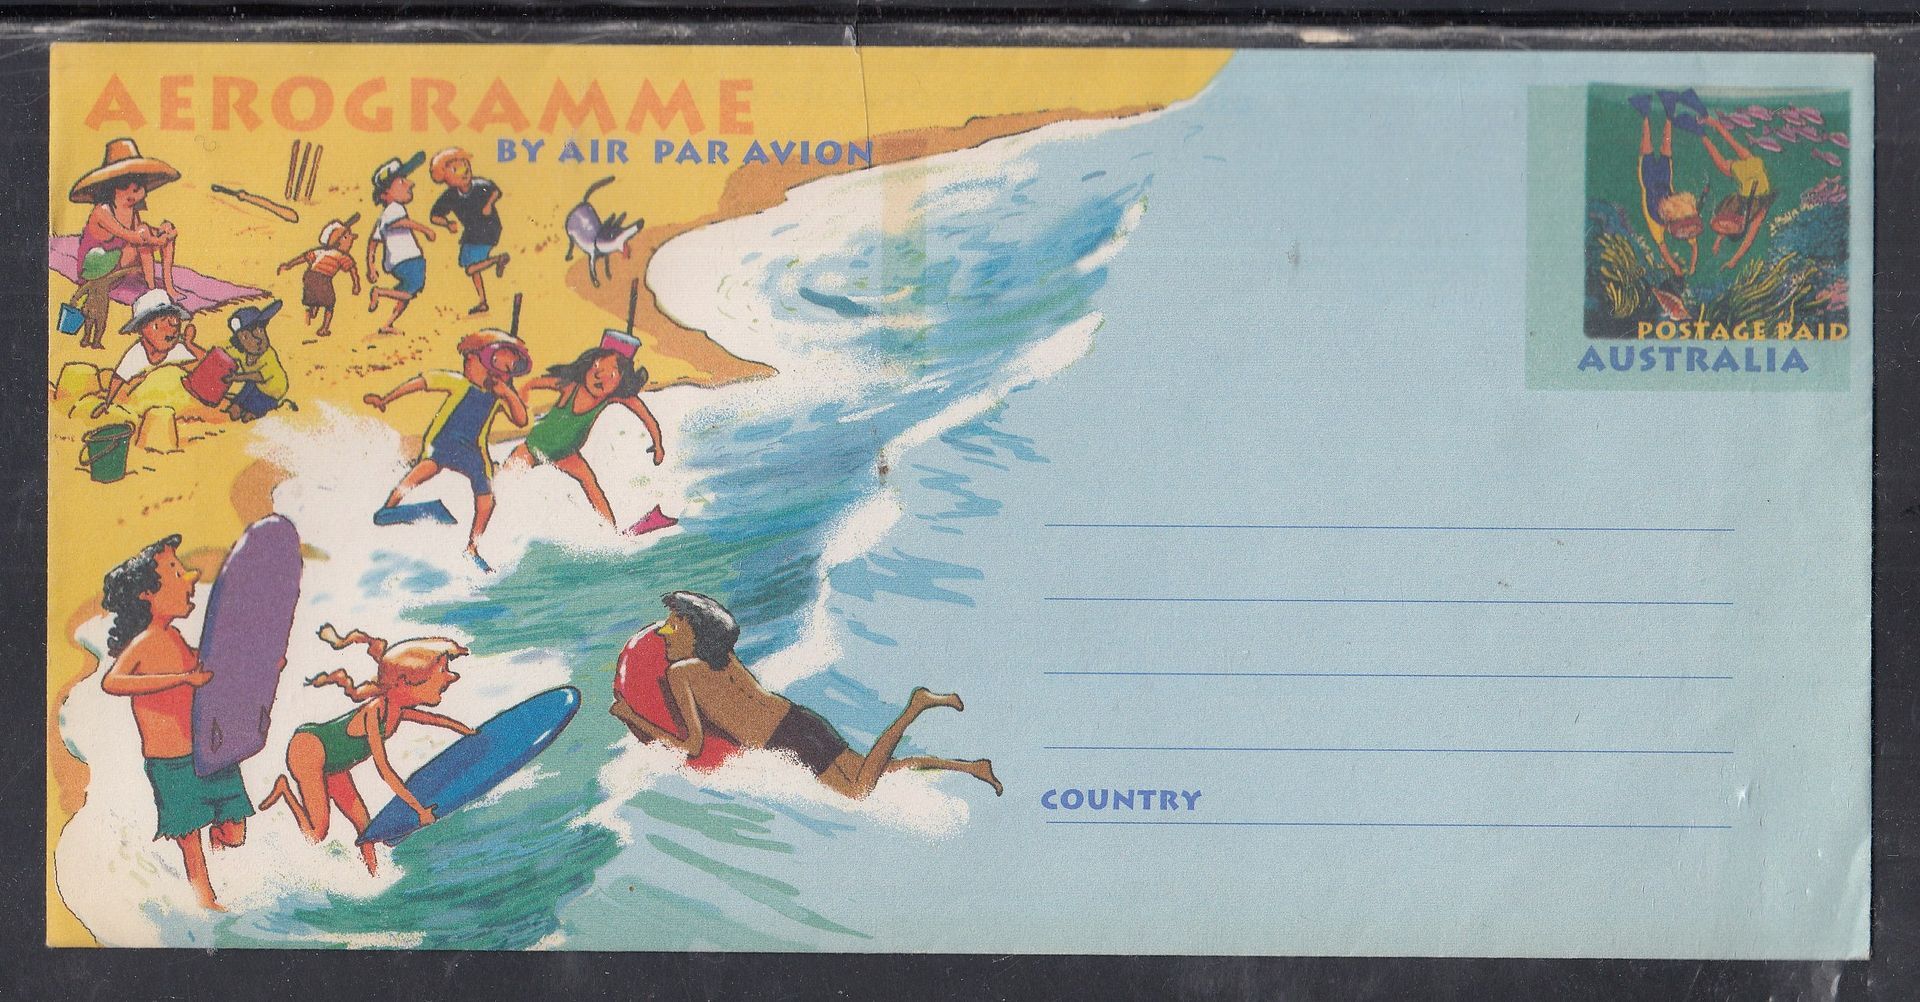 AEROGRAMME
BY AIR PAR AVION
POSTAGE PAID
AUSTRALIA
COUNTRY